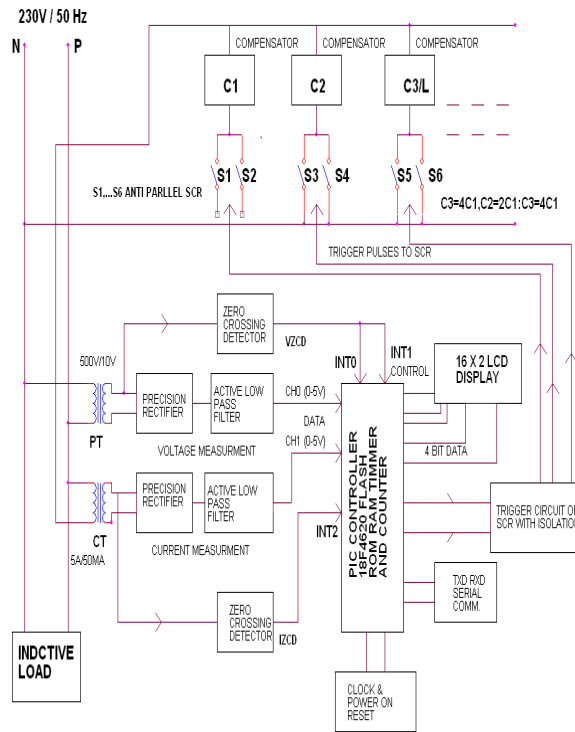 230V / 50 Hz
N
P
COMPENSATOR
COMPENSATOR
COMPENSATOR
C1
C2
C3/L
S1
S2
S3
S4
S5
S6
S1,...S6 ANTI PARLLEL SCR
C3=4C1,C2=2C1:C3=4C1
TRIGGER PULSES TO SCR
ZERO
CROSSING
DETECTOR
VZCD
INT0
INT1
CONTROL
16 X 2 LCD
DISPLAY
500V/10V
PT
PRECISION
RECTIFIER
ACTIVE LOW
PASS
FILTER
CH0 (0-5V)
DATA
CH1 (0-5V)
VOLTAGE MEASURMENT
4 BIT DATA
PIC CONTROLLER
18F4620 FLASH
ROM RAM TIMMER
AND COUNTER
PRECISION
RECTIFIER
ACTIVE LOW
PASS
FILTER
CT
5A/50MA
CURRENT MEASURMENT
INT2
TRIGGER CIRCUIT OF
SCR WITH ISOLATION
TXD RXD
SERIAL
COMM.
ZERO
CROSSING
DETECTOR
IZCD
INDCTIVE
LOAD
CLOCK &
POWER ON
RESET